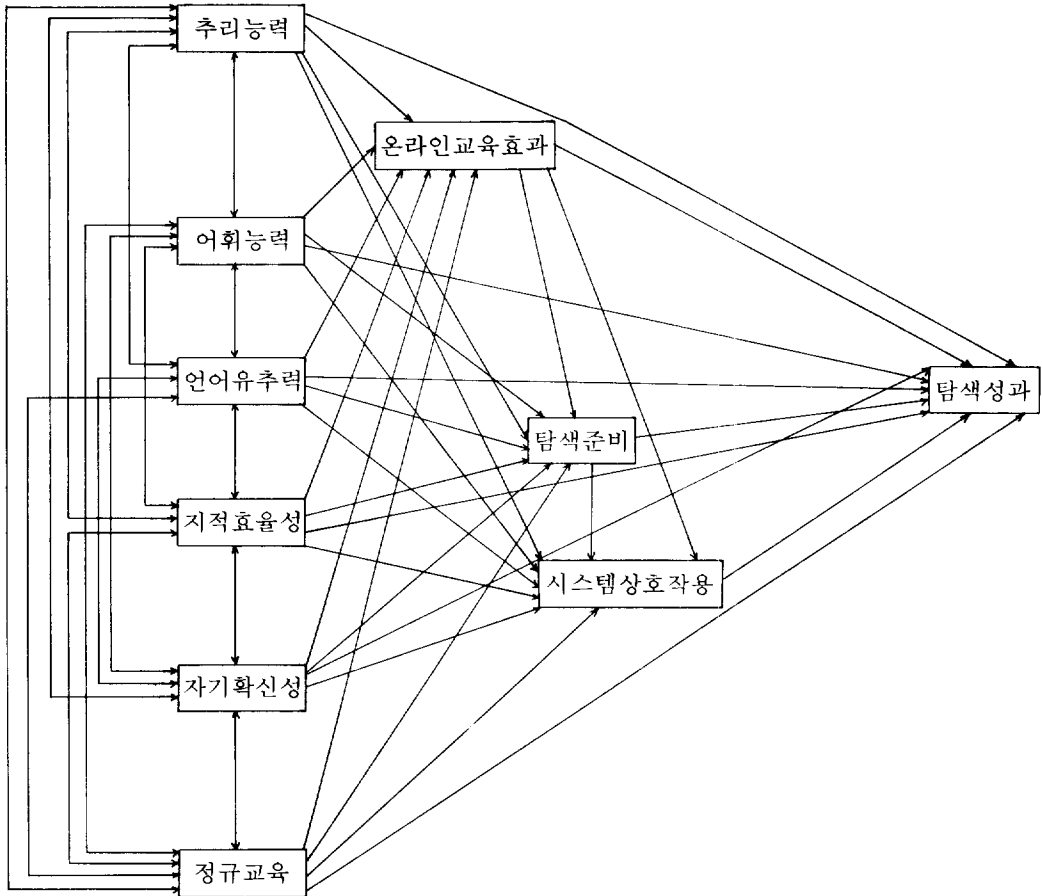 추리능력
온라인교육효과
어휘능력
언어유추력
탐색성과
탐색준비
지적효율성
시스템상호작용
자기확신성
정규교육